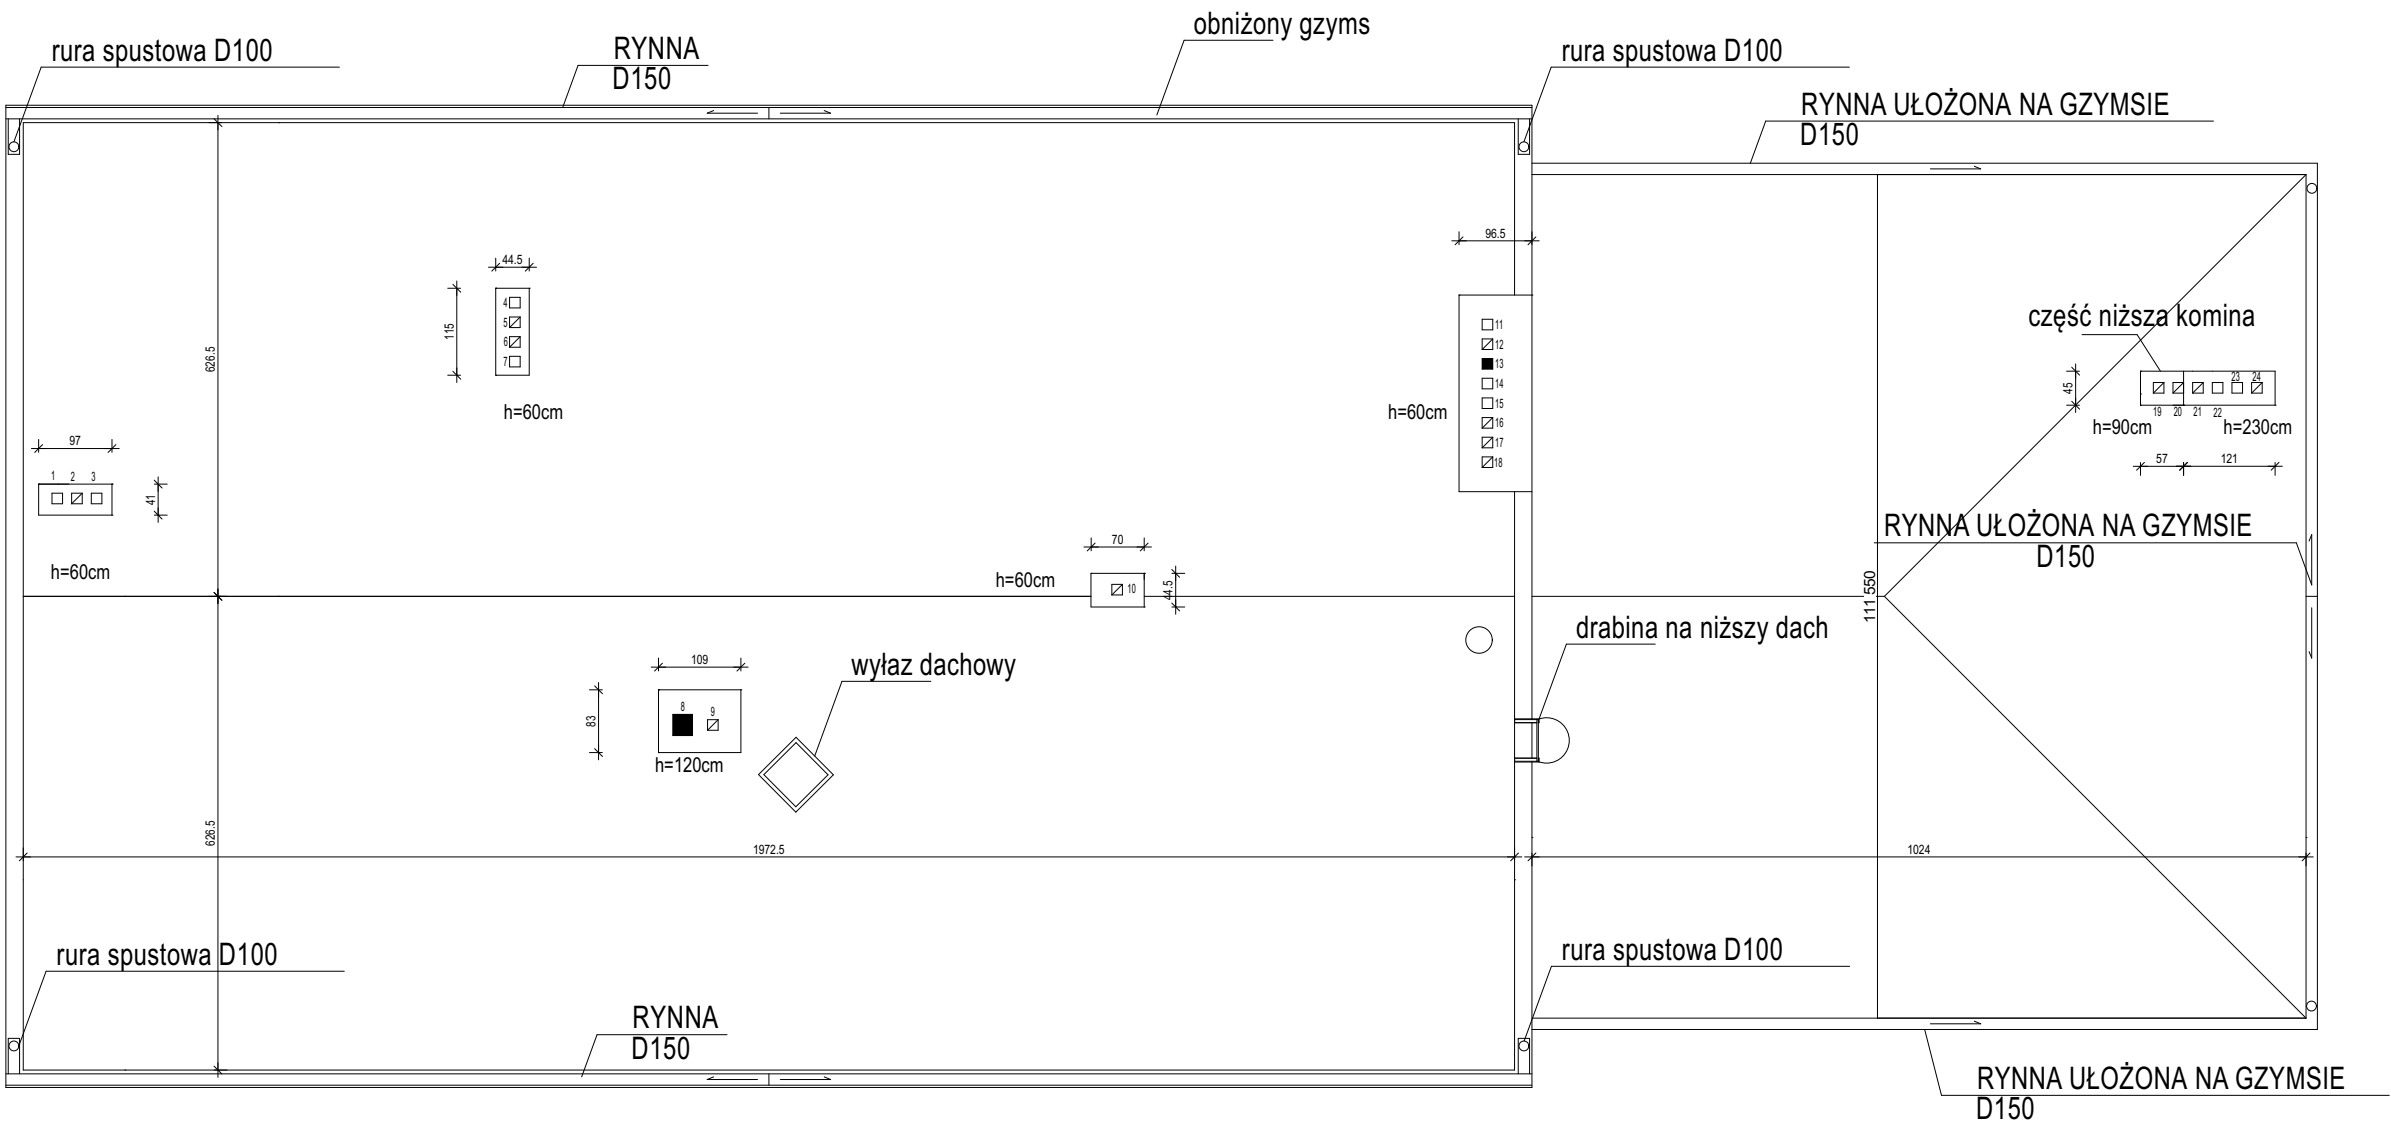 obniżony gzyms
rura spustowa D100
RYNNA
D150
rura spustowa D100
RYNNA UŁOŻONA NA GZYMSIE
D150
96.5
44.5
115
4
5
6
7
h=60cm
626.5
11
12
13
14
15
16
17
18
h=60cm
część niższa komina
45
23 24
19 20 21 22
h=90cm
h=230cm
57
121
97
1 2 3
41
h=60cm
RYNNA UŁOŻONA NA GZYMSIE
D150
70
h=60cm
10
44.5
111 550
drabina na niższy dach
109
wyłaz dachowy
83
8 9
h=120cm
626.5
1972.5
1024
rura spustowa D100
rura spustowa D100
RYNNA
D150
RYNNA UŁOŻONA NA GZYMSIE
D150